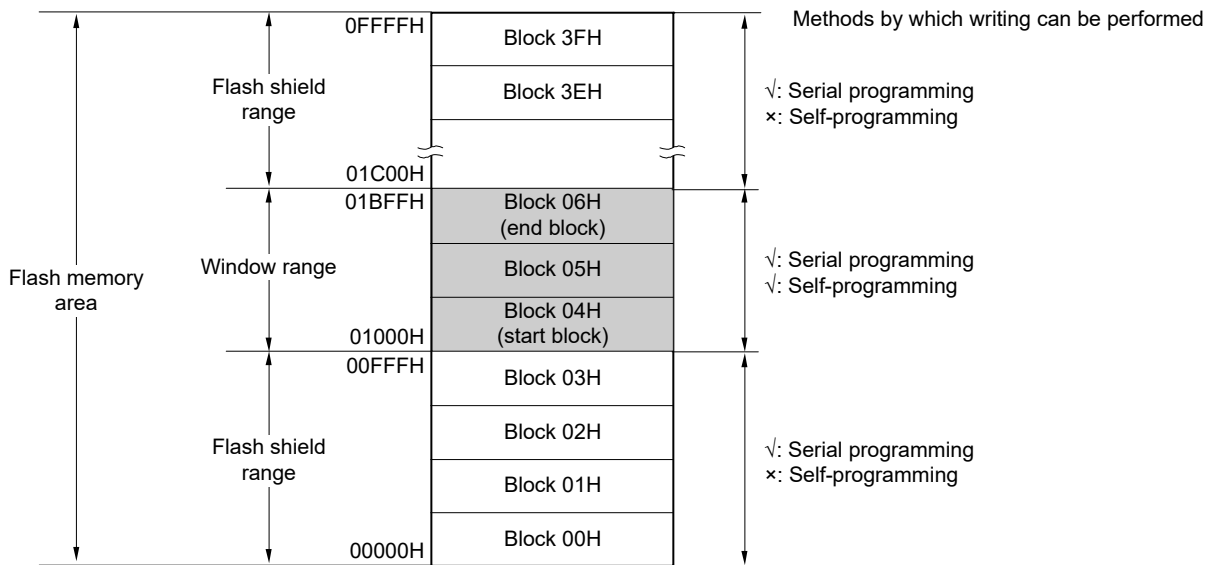 Methods by which writing can be performed
0FFFFH
Block 3FH
Flash shield
range
Block 3EH
√: Serial programming
×: Self-programming
01C00H
01BFFH
Block 06H
(end block)
Flash memory
area
Window range
Block 05H
√: Serial programming
√: Self-programming
Block 04H
(start block)
01000H
00FFFH
Block 03H
Flash shield
range
Block 02H
√: Serial programming
×: Self-programming
Block 01H
Block 00H
00000H